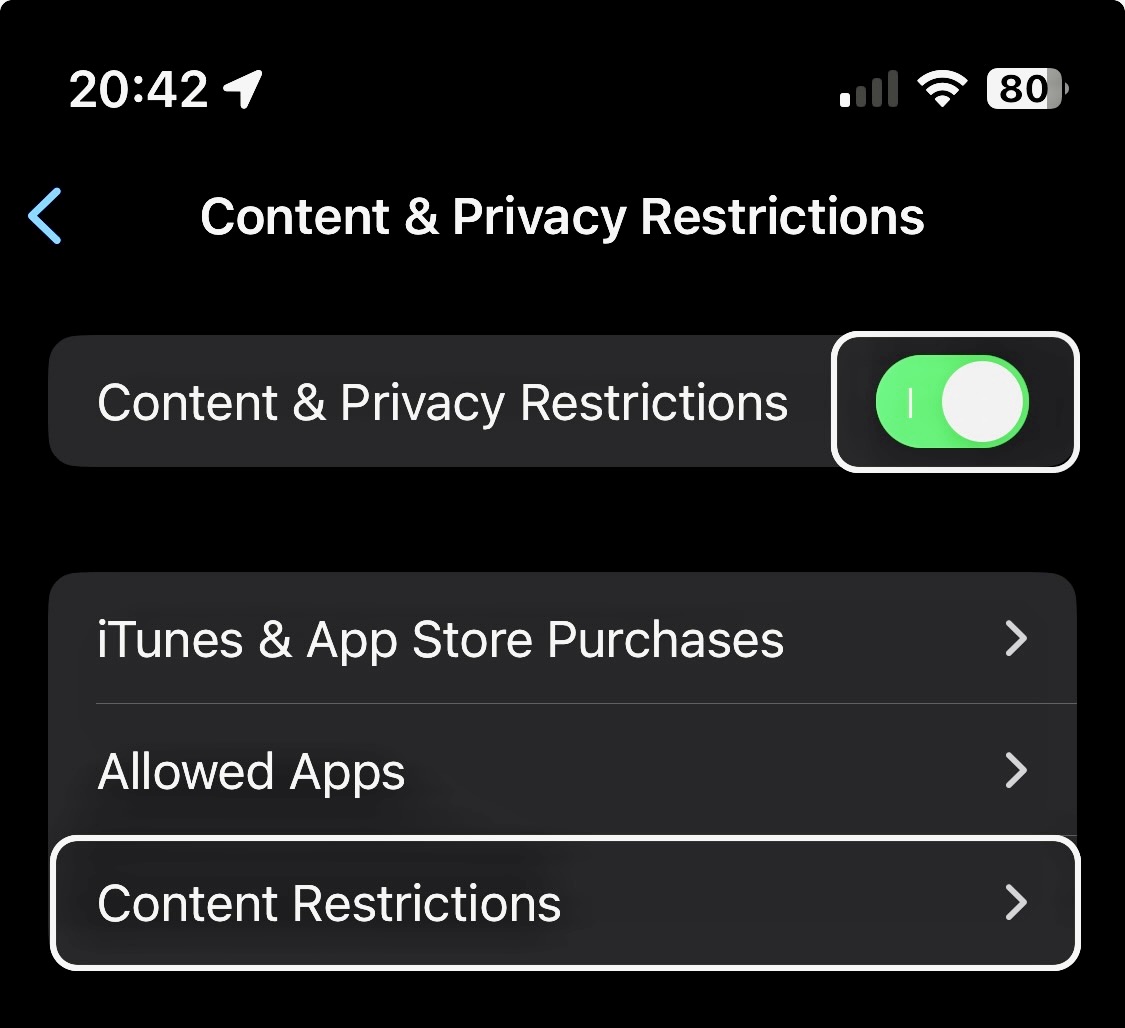 20:42
80
Content & Privacy Restrictions
Content & Privacy Restrictions
iTunes & App Store Purchases
Allowed Apps
Content Restrictions